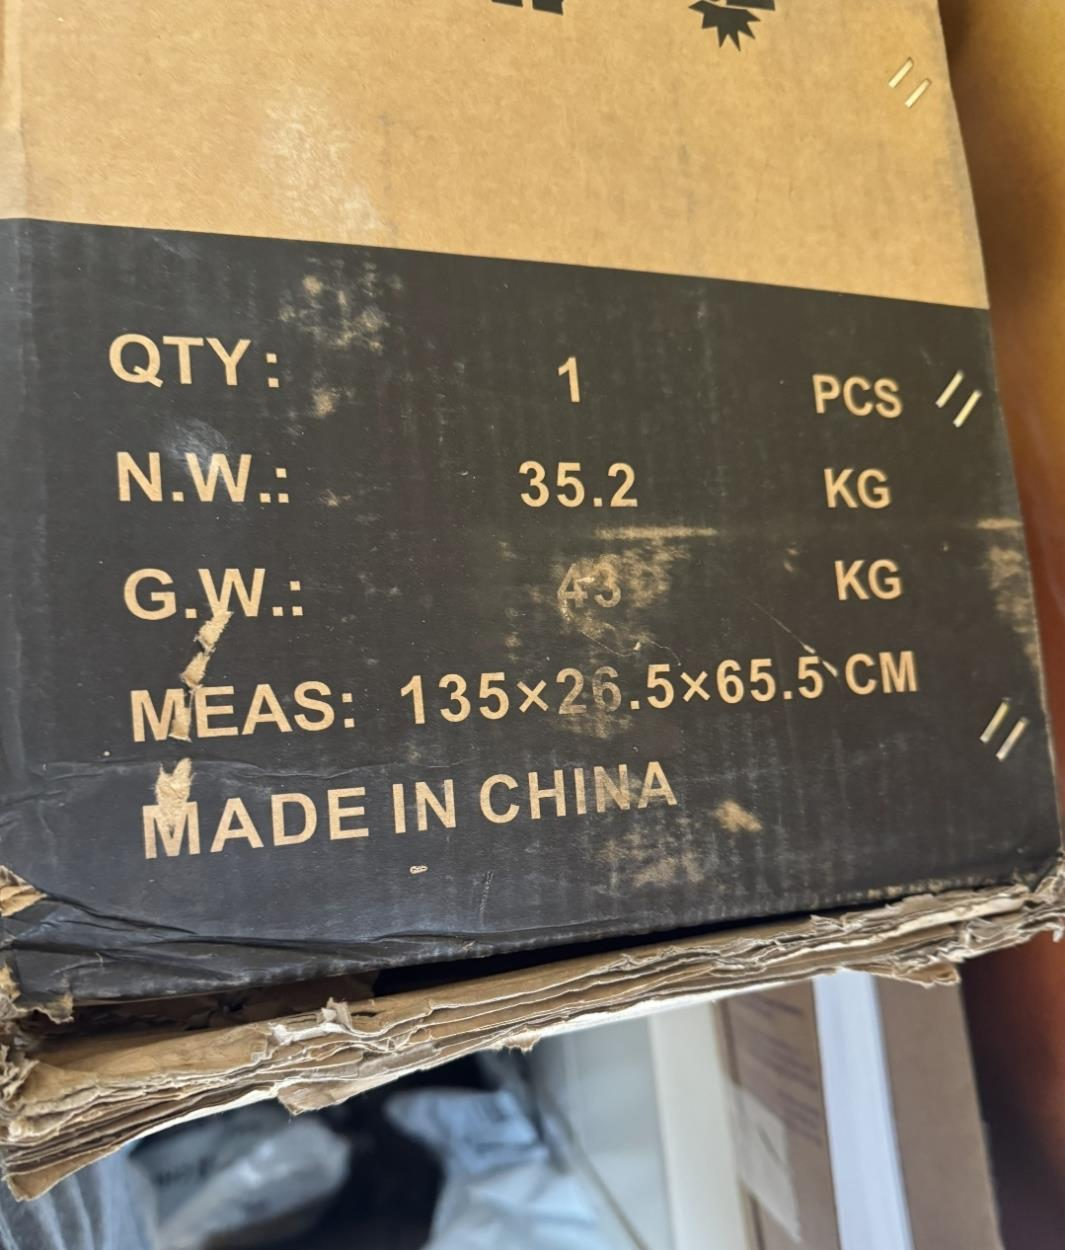 QTY: 1 PCS
N.W.: 35.2 KG
G.W.: 43 KG
MEAS: 135×26.5×65.5 CM
MADE IN CHINA